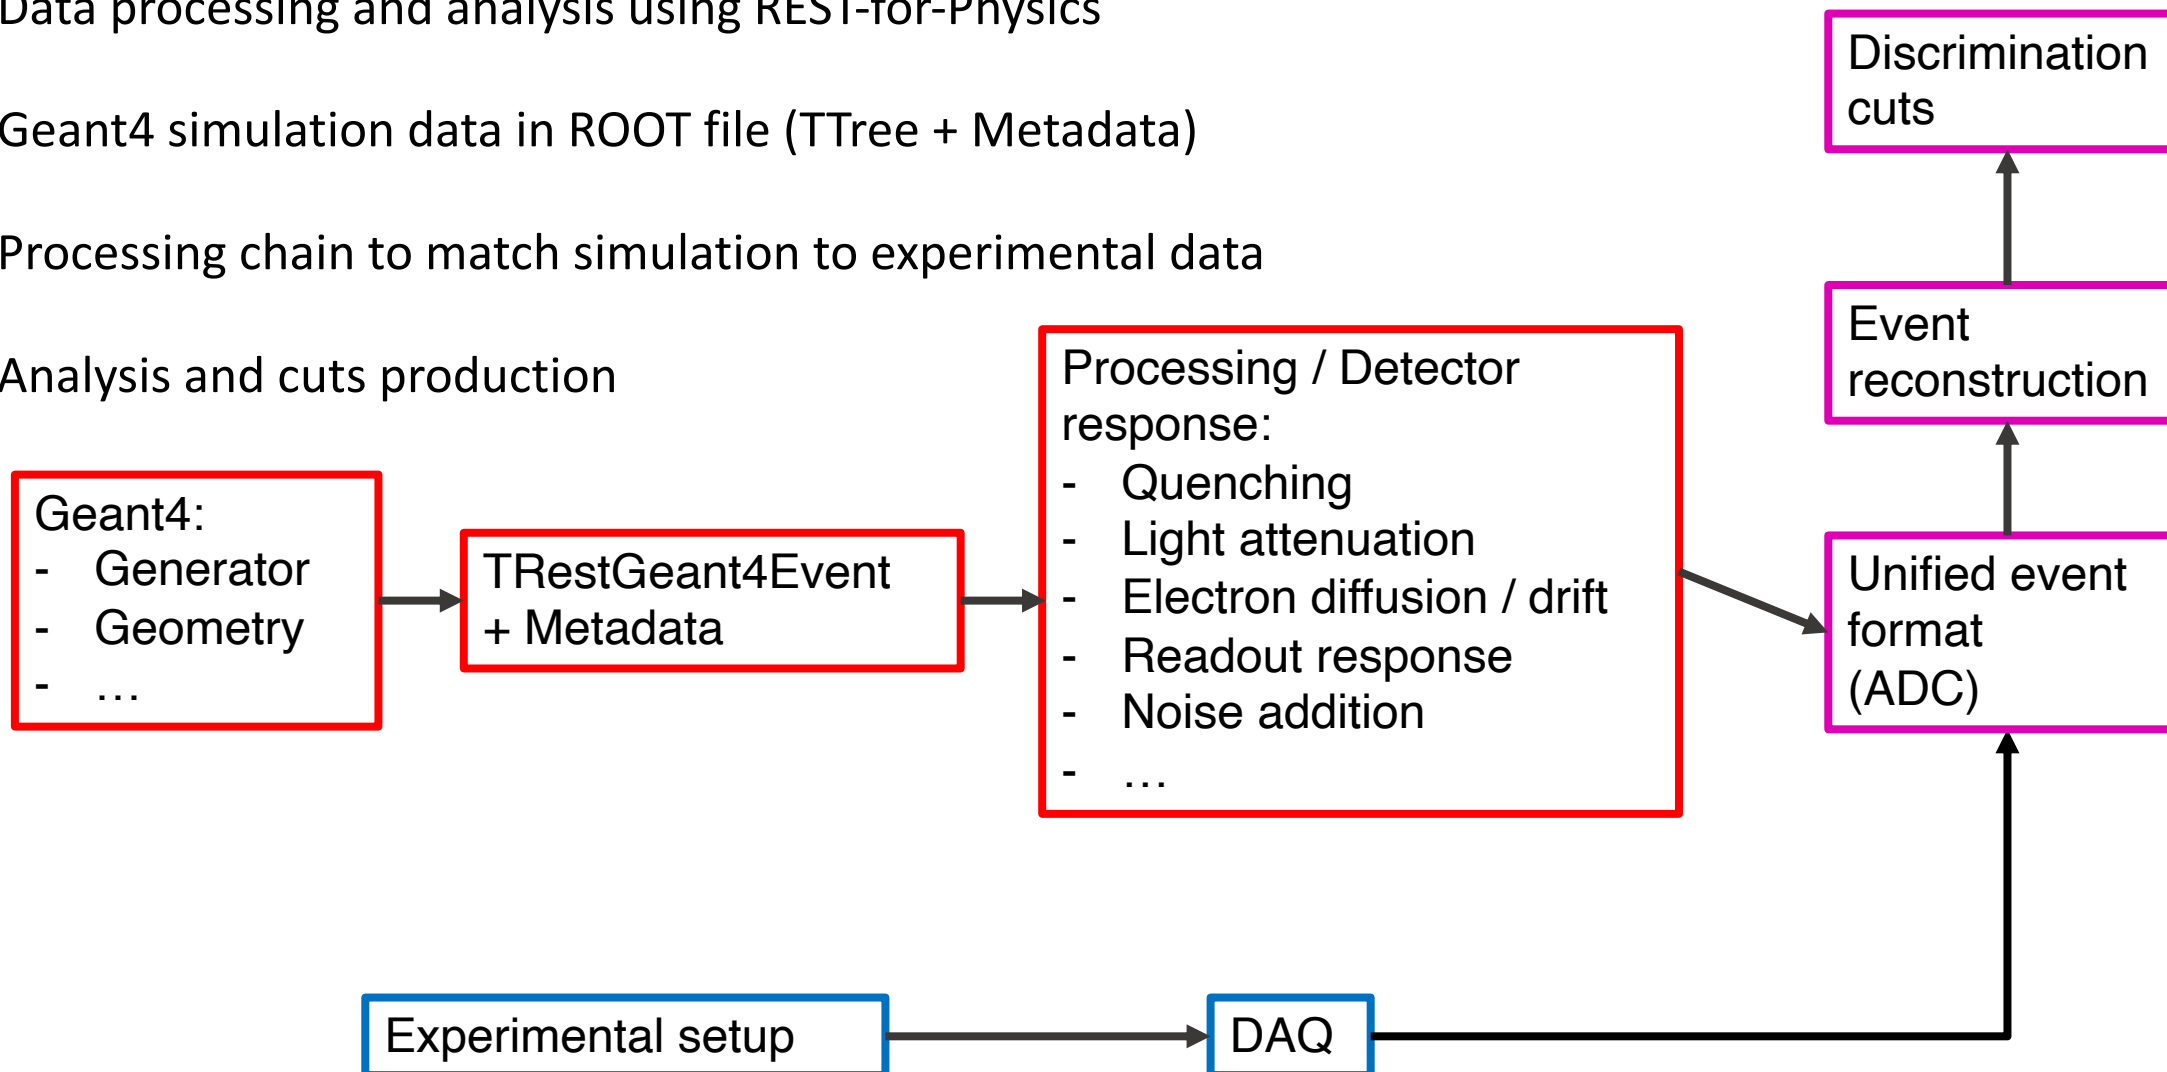 Data processing and analysis using REST-for-Physics
Geant4 simulation data in ROOT file (TTree + Metadata)
Processing chain to match simulation to experimental data
Analysis and cuts production
Geant4:
- Generator
- Geometry
- …
TRestGeant4Event
+ Metadata
Processing / Detector
response:
- Quenching
- Light attenuation
- Electron diffusion / drift
- Readout response
- Noise addition
- …
Discrimination
cuts
Event
reconstruction
Unified event
format
(ADC)
Experimental setup
DAQ